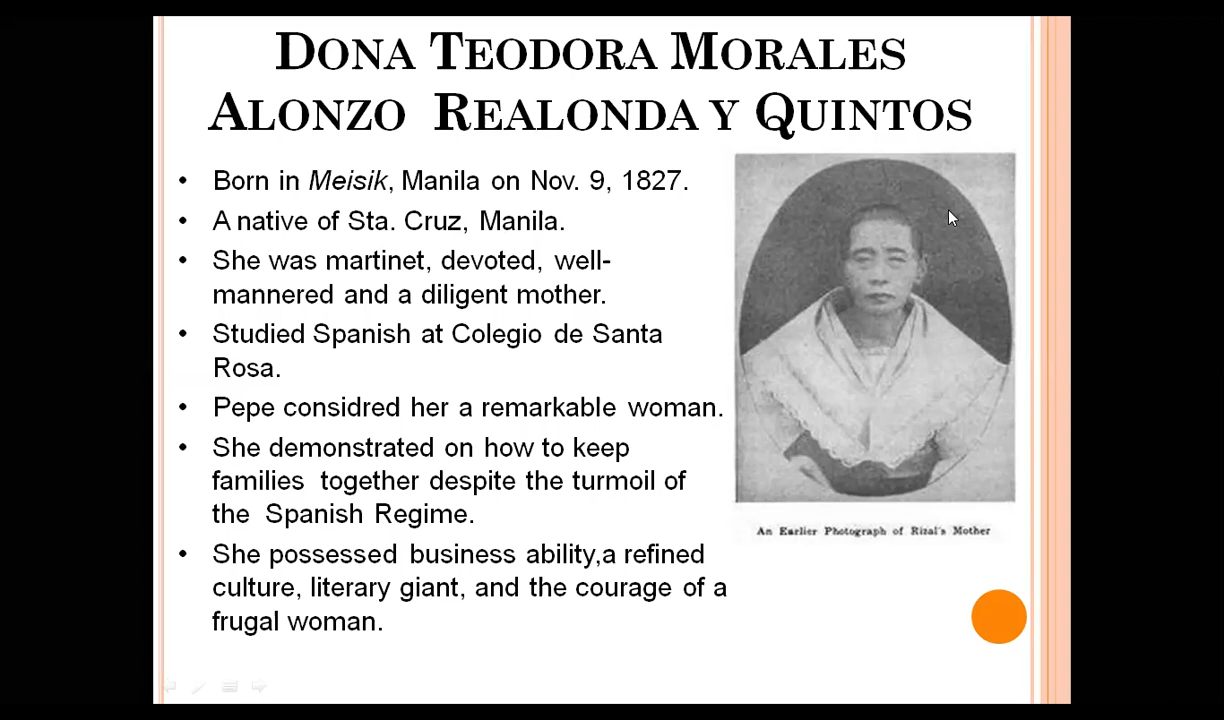 DONA TEODORA MORALES
ALONZO REALONDA Y QUINTOS
• Born in Meisik, Manila on Nov. 9, 1827.
• A native of Sta. Cruz, Manila.
• She was martinet, devoted, well-
mannered and a diligent mother.
• Studied Spanish at Colegio de Santa
Rosa.
• Pepe considred her a remarkable woman.
• She demonstrated on how to keep
families together despite the turmoil of
the Spanish Regime.
• She possessed business ability,a refined
culture, literary giant, and the courage of a
frugal woman.
An Earlier Photograph of Rizal's Mother